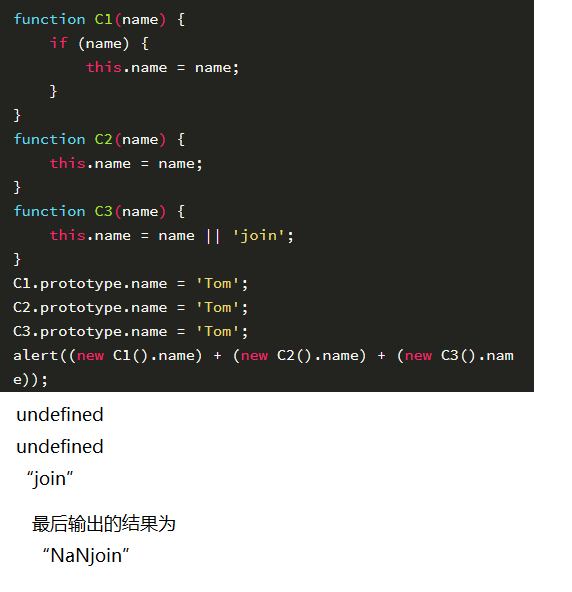 function C1(name) {
    if (name) {
        this.name = name;
    }
}
function C2(name) {
    this.name = name;
}
function C3(name) {
    this.name = name || 'join';
}
C1.prototype.name = 'Tom';
C2.prototype.name = 'Tom';
C3.prototype.name = 'Tom';
alert((new C1().name) + (new C2().name) + (new C3().nam
e));
undefined
undefined
“join”
最后输出的结果为
“NaNjoin”